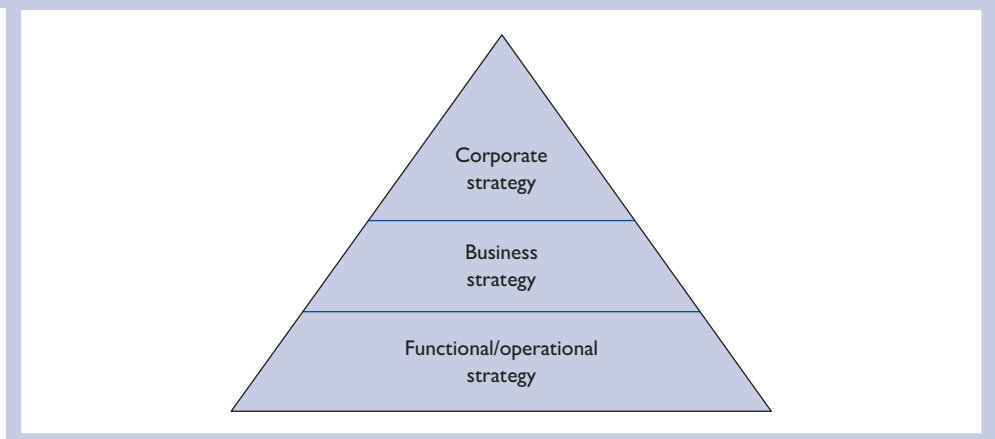 Corporate
strategy
Business
strategy
Functional/operational
strategy